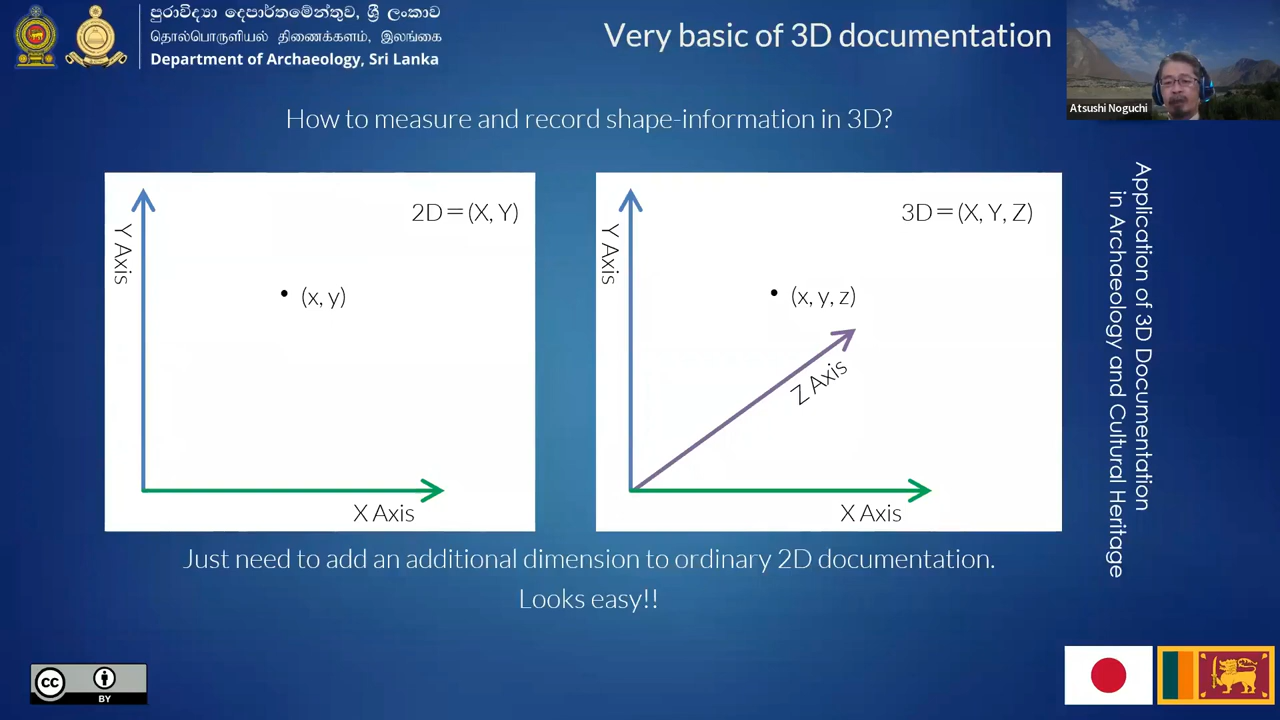 පුරාවිද්‍යා දෙපාර්තමේන්තුව, ශ්‍රී ලංකාව
தொல்பொருளியல் திணைக்களம், இலங்கை
Department of Archaeology, Sri Lanka
Very basic of 3D documentation
Atsushi Noguchi
How to measure and record shape-information in 3D?
Y Axis
2D=(X, Y)
(x, y)
X Axis
Y Axis
3D=(X, Y, Z)
(x, y, z)
Z Axis
X Axis
Just need to add an additional dimension to ordinary 2D documentation.
Looks easy!!
Application of 3D Documentation
in Archaeology and Cultural Heritage
CC
BY